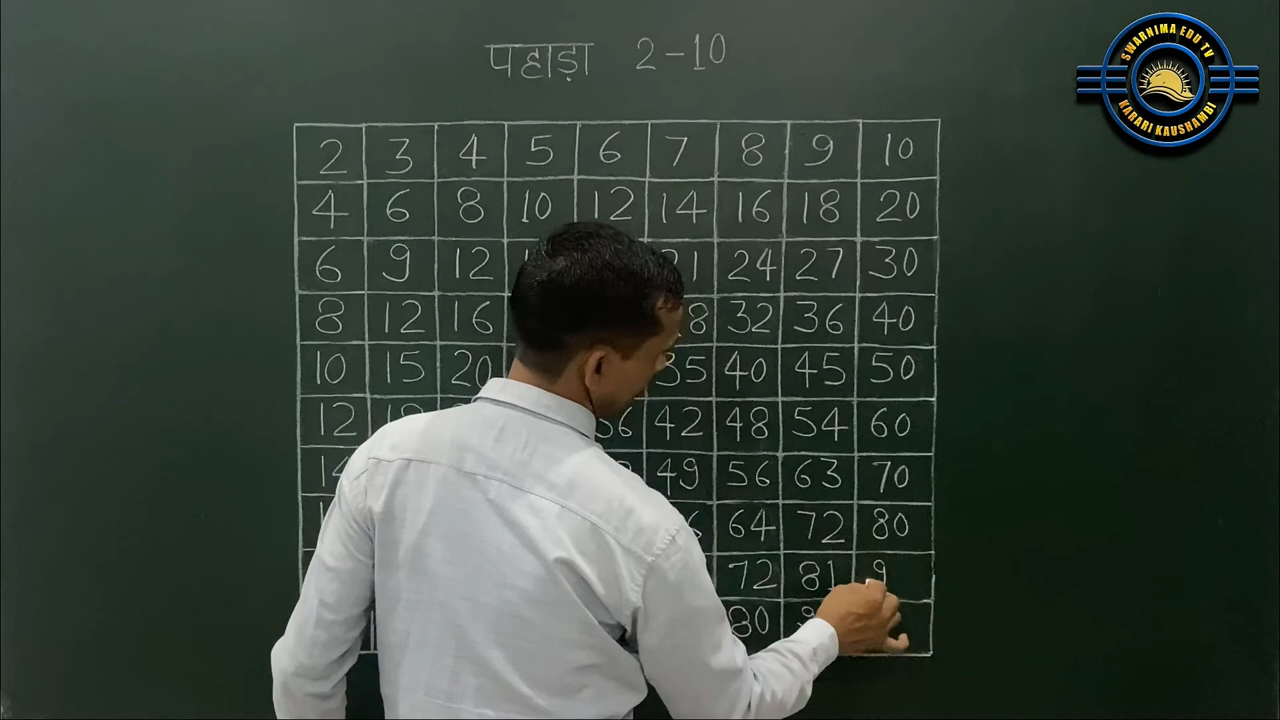 पहाड़ा 2-10
SWARNIMA EDU TV
KARARI KAUSHAMBI
2 3 4 5 6 7 8 9 10
4 6 8 10 12 14 16 18 20
6 9 12 24 27 30
8 12 16 32 36 40
10 15 20 35 40 45 50
12 42 48 54 60
49 56 63 70
64 72 80
72 81 9
80